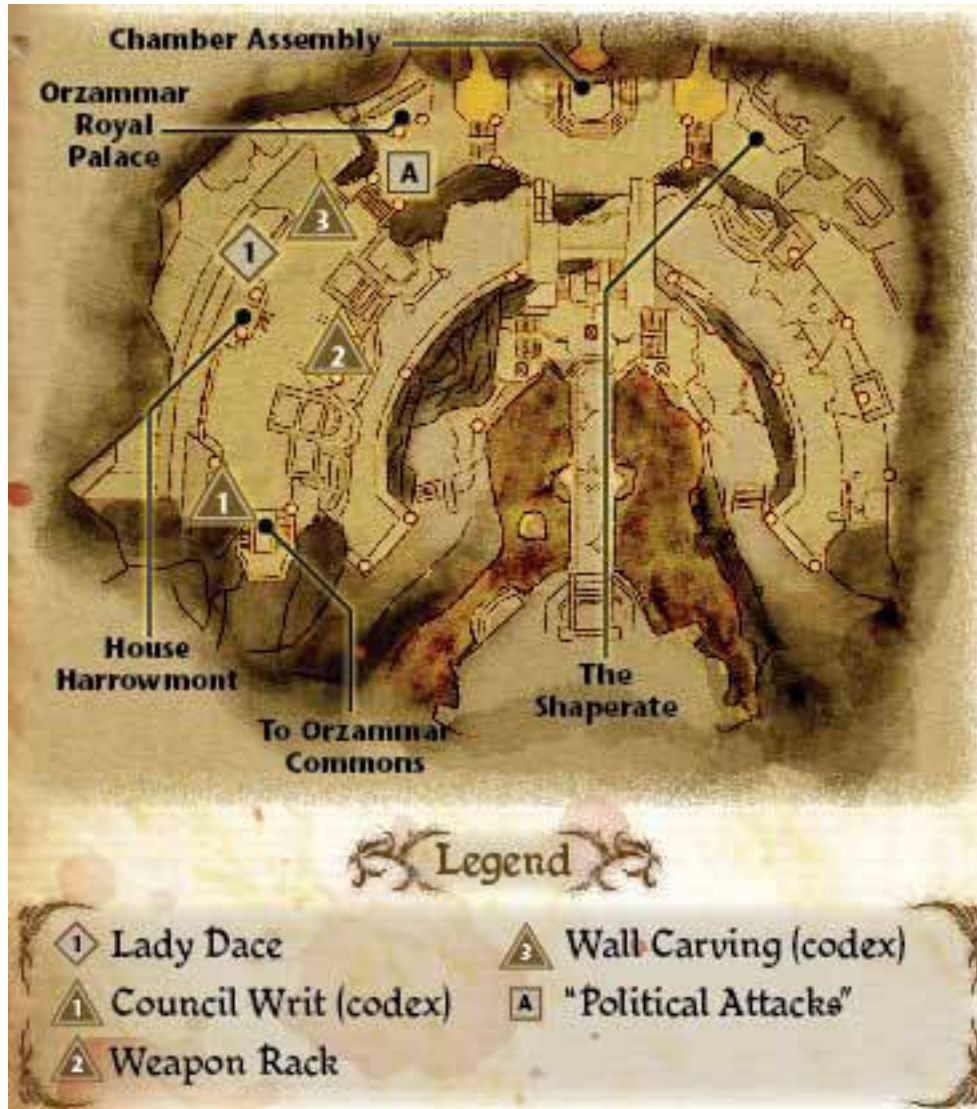 Chamber Assembly
Orzammar
Royal
Palace
A
3
1
2
1
House
Harrowmont
The
Shaperate
To Orzammar
Commons
Legend
1 Lady Dace
3 Wall Carving (codex)
1 Council Writ (codex)
A "Political Attacks"
2 Weapon Rack